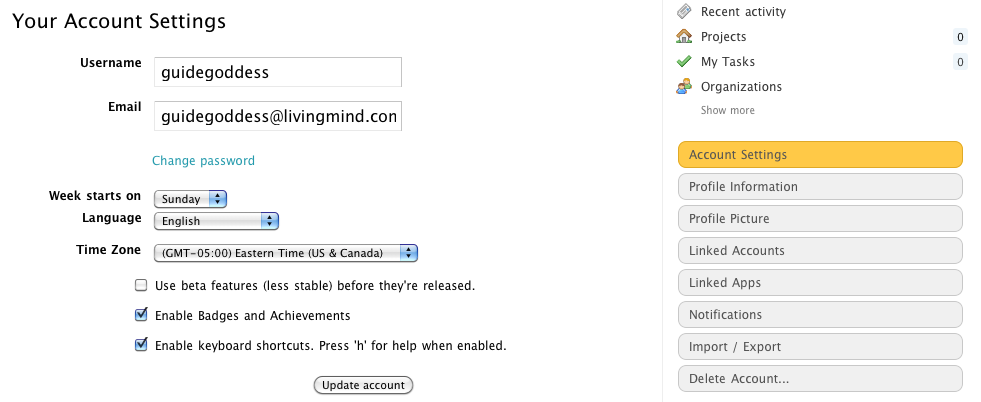 Your Account Settings
Username
guidegoddess
Email
guidegoddess@livingmind.con
Change password
Week starts on
Sunday
Language
English
Time Zone
(GMT-05:00) Eastern Time (US & Canada)
Use beta features (less stable) before they're released.
Enable Badges and Achievements
Enable keyboard shortcuts. Press 'h' for help when enabled.
Update account
Recent activity
Projects 0
My Tasks 0
Organizations
Show more
Account Settings
Profile Information
Profile Picture
Linked Accounts
Linked Apps
Notifications
Import / Export
Delete Account...